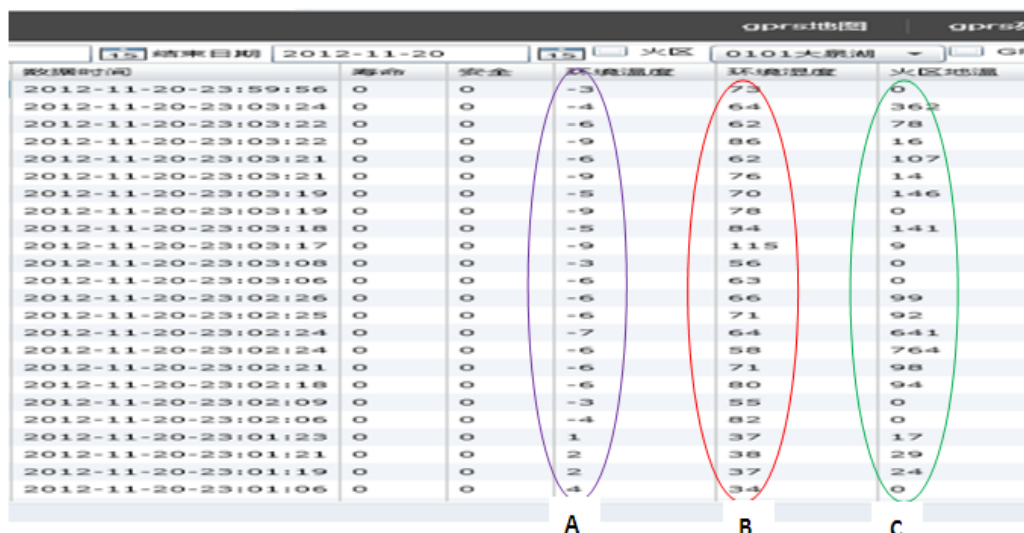 gprs地图 gprs
15 结束日期 2012-11-20 15 火区 0101大泉湖
数据时间 寿命 安全 环境温度 环境湿度 火区地温
2012-11-20-23:59:56 0 0 -3 73 0
2012-11-20-23:03:24 0 0 -4 64 362
2012-11-20-23:03:22 0 0 -6 62 78
2012-11-20-23:03:22 0 0 -9 86 16
2012-11-20-23:03:21 0 0 -6 62 107
2012-11-20-23:03:21 0 0 -9 76 14
2012-11-20-23:03:19 0 0 -5 70 146
2012-11-20-23:03:19 0 0 -9 78 0
2012-11-20-23:03:18 0 0 -5 84 141
2012-11-20-23:03:17 0 0 -9 115 9
2012-11-20-23:03:08 0 0 -3 56 0
2012-11-20-23:03:06 0 0 -6 63 0
2012-11-20-23:02:26 0 0 -6 66 99
2012-11-20-23:02:25 0 0 -6 71 92
2012-11-20-23:02:24 0 0 -7 64 641
2012-11-20-23:02:24 0 0 -6 58 764
2012-11-20-23:02:21 0 0 -6 71 98
2012-11-20-23:02:18 0 0 -6 80 94
2012-11-20-23:02:09 0 0 -3 55 0
2012-11-20-23:02:06 0 0 -4 82 0
2012-11-20-23:01:23 0 0 1 37 17
2012-11-20-23:01:21 0 0 2 38 29
2012-11-20-23:01:19 0 0 2 37 24
2012-11-20-23:01:06 0 0 4 34 0
A B C